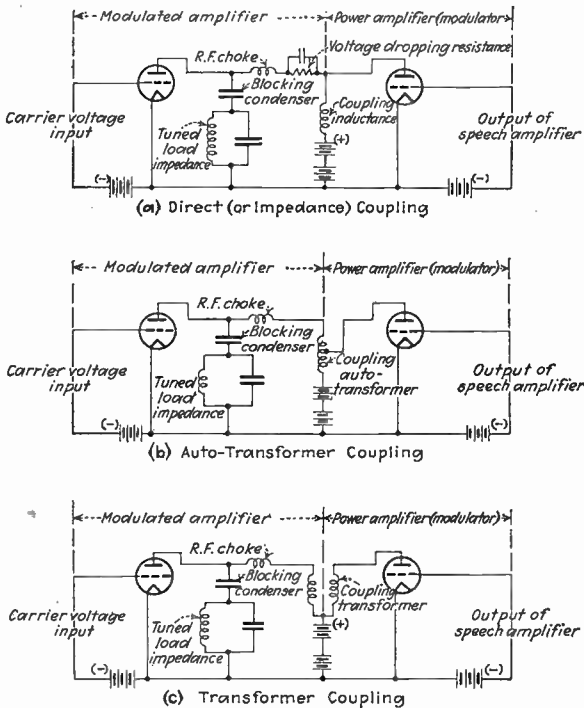 Modulated amplifier
Power amplifier (modulator)
R.F. choke
Voltage dropping resistance
Blocking condenser
Coupling inductance
Carrier voltage input
Tuned load impedance
Output of speech amplifier
(+)
(-)
(-)
(a) Direct (or Impedance) Coupling
Modulated amplifier
Power amplifier (modulator)
R.F. choke
Blocking condenser
Coupling auto-transformer
Carrier voltage input
Tuned load impedance
Output of speech amplifier
(-)
(-)
(b) Auto-Transformer Coupling
Modulated amplifier
Power amplifier (modulator)
R.F. choke
Blocking condenser
Coupling transformer
Carrier voltage input
Tuned load impedance
Output of speech amplifier
(+)
(-)
(-)
(c) Transformer Coupling